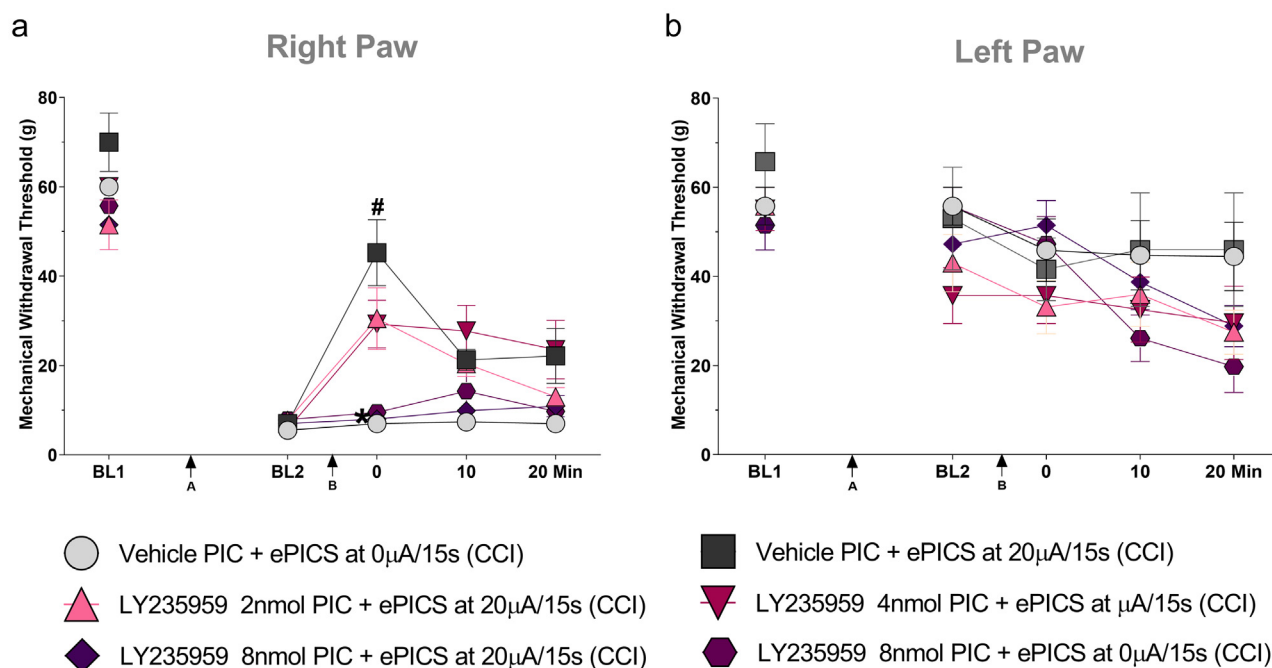 a
Right Paw
Mechanical Withdrawal Threshold (g)
80
60
40
20
0
#
*
BL1
BL2
0
10
20 Min
A
B
b
Left Paw
Mechanical Withdrawal Threshold (g)
80
60
40
20
0
BL1
BL2
0
10
20 Min
A
B
Vehicle PIC + ePICS at 0μA/15s (CCI)
Vehicle PIC + ePICS at 20μA/15s (CCI)
LY235959 2nmol PIC + ePICS at 20μA/15s (CCI)
LY235959 4nmol PIC + ePICS at μA/15s (CCI)
LY235959 8nmol PIC + ePICS at 20μA/15s (CCI)
LY235959 8nmol PIC + ePICS at 0μA/15s (CCI)